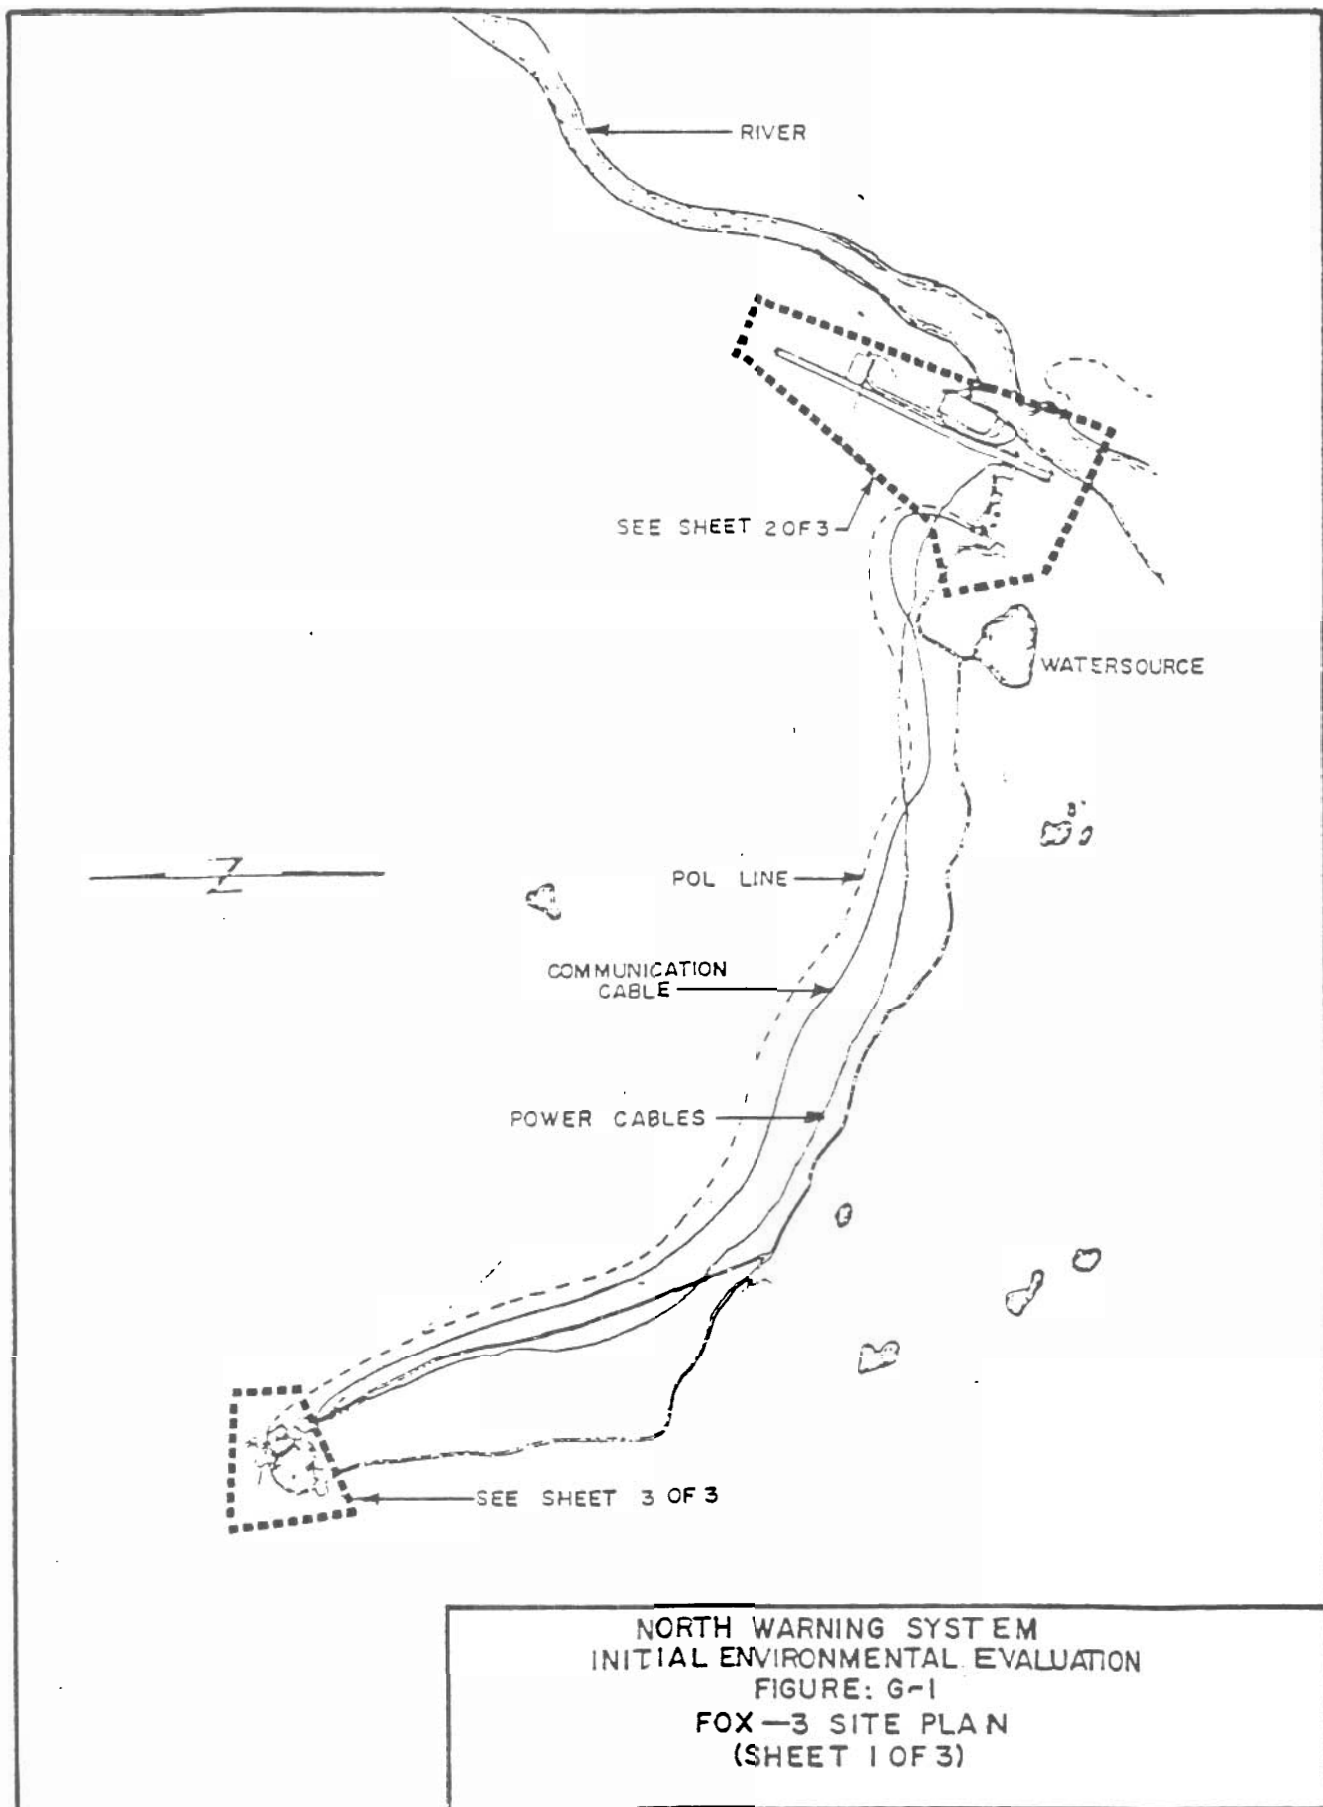 RIVER
SEE SHEET 2 OF 3
WATERSOURCE
Z
POL LINE
COMMUNICATION
CABLE
POWER CABLES
SEE SHEET 3 OF 3
NORTH WARNING SYSTEM
INITIAL ENVIRONMENTAL EVALUATION
FIGURE: G-1
FOX-3 SITE PLAN
(SHEET 1 OF 3)